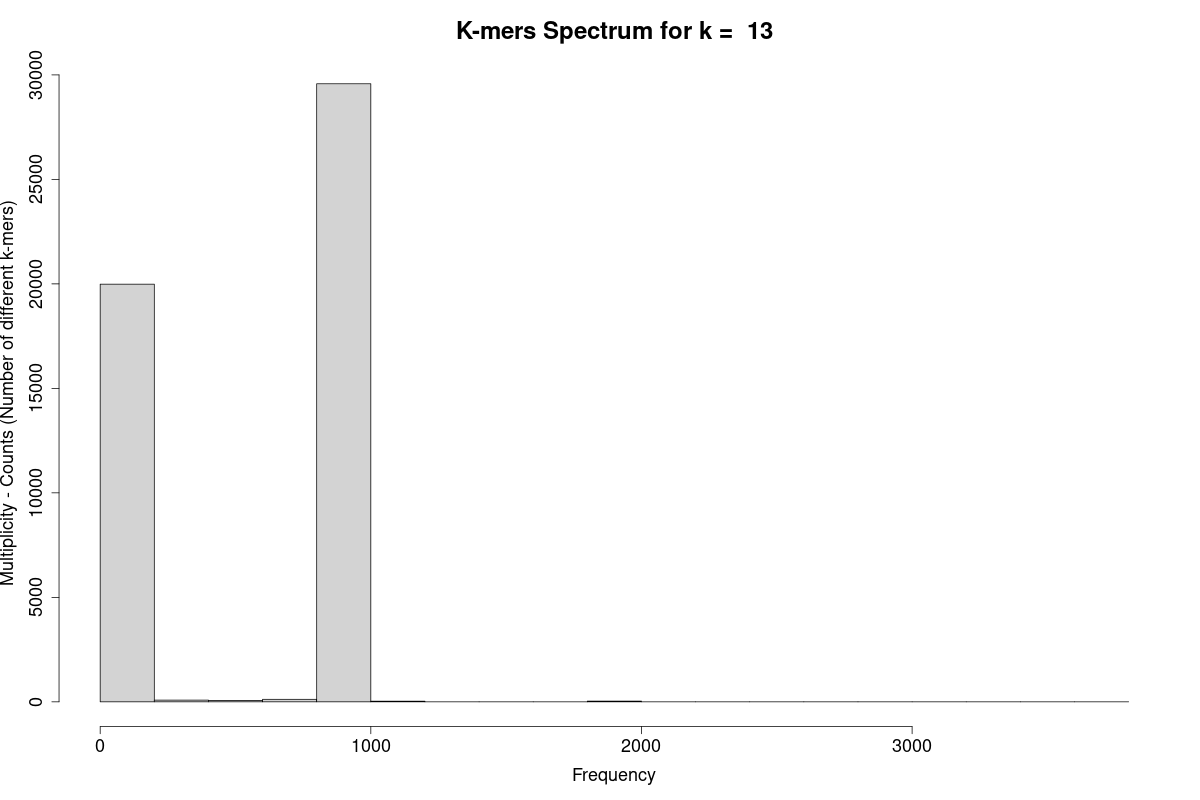 K-mers Spectrum for k =  13
Multiplicity - Counts (Number of different k-mers)
30000
25000
20000
15000
10000
5000
0
0 1000 2000 3000
Frequency